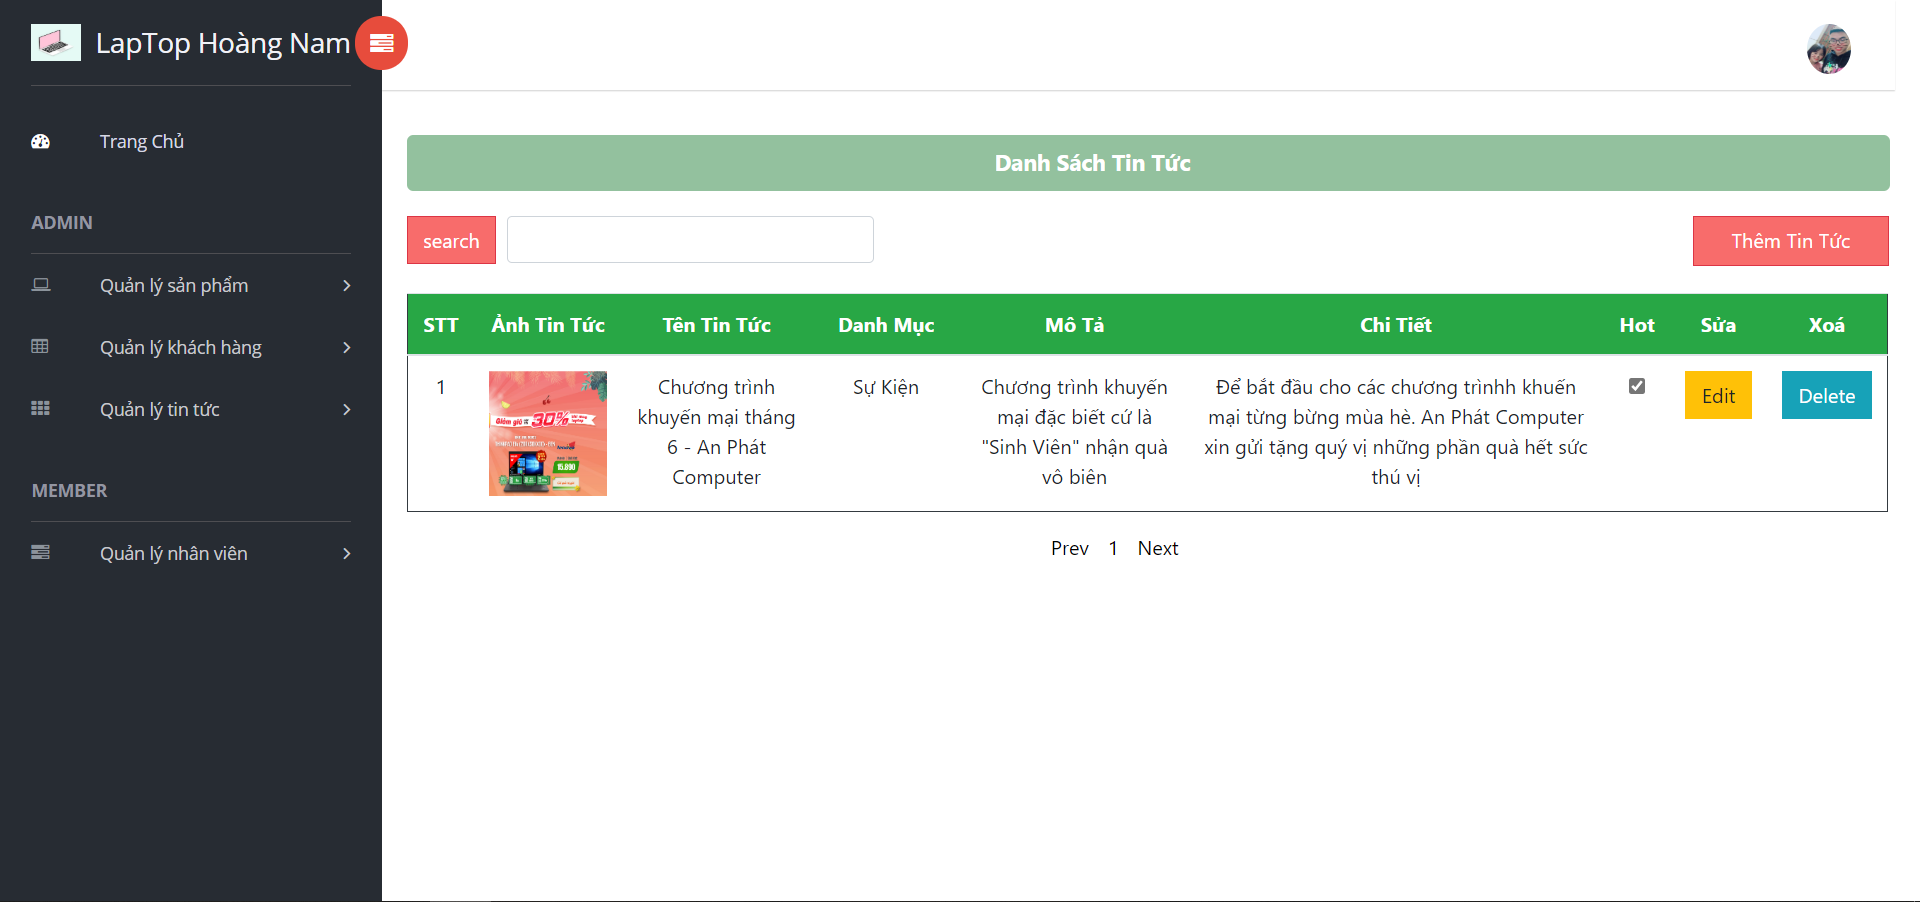 LapTop Hoàng Nam
Trang Chủ
ADMIN
Quản lý sản phẩm
Quản lý khách hàng
Quản lý tin tức
MEMBER
Quản lý nhân viên
Danh Sách Tin Tức
search
Thêm Tin Tức
STT Ảnh Tin Tức Tên Tin Tức Danh Mục Mô Tả Chi Tiết Hot Sửa Xoá
1
Giảm giá 30%
15.890
Chương trình
khuyến mại tháng
6 - An Phát
Computer
Sự Kiện
Chương trình khuyến
mại đặc biết cứ là
"Sinh Viên" nhận quà
vô biên
Để bắt đầu cho các chương trìnhh khuến
mại từng bừng mùa hè. An Phát Computer
xin gửi tặng quý vị những phần quà hết sức
thú vị
Edit
Delete
Prev 1 Next